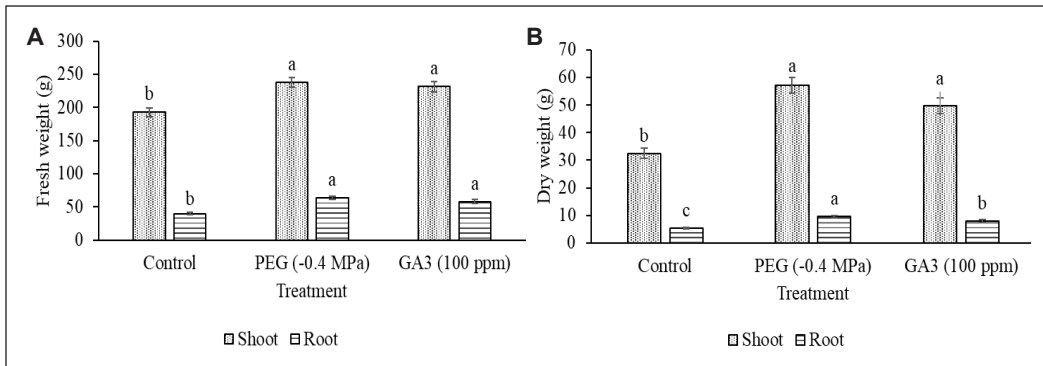 A
Fresh weight (g)
300
250
200
150
100
50
0
b
b
a
a
a
a
Control
PEG (-0.4 MPa)
GA3 (100 ppm)
Treatment
Shoot
Root
B
Dry weight (g)
70
60
50
40
30
20
10
0
b
c
a
a
a
b
Control
PEG (-0.4 MPa)
GA3 (100 ppm)
Treatment
Shoot
Root